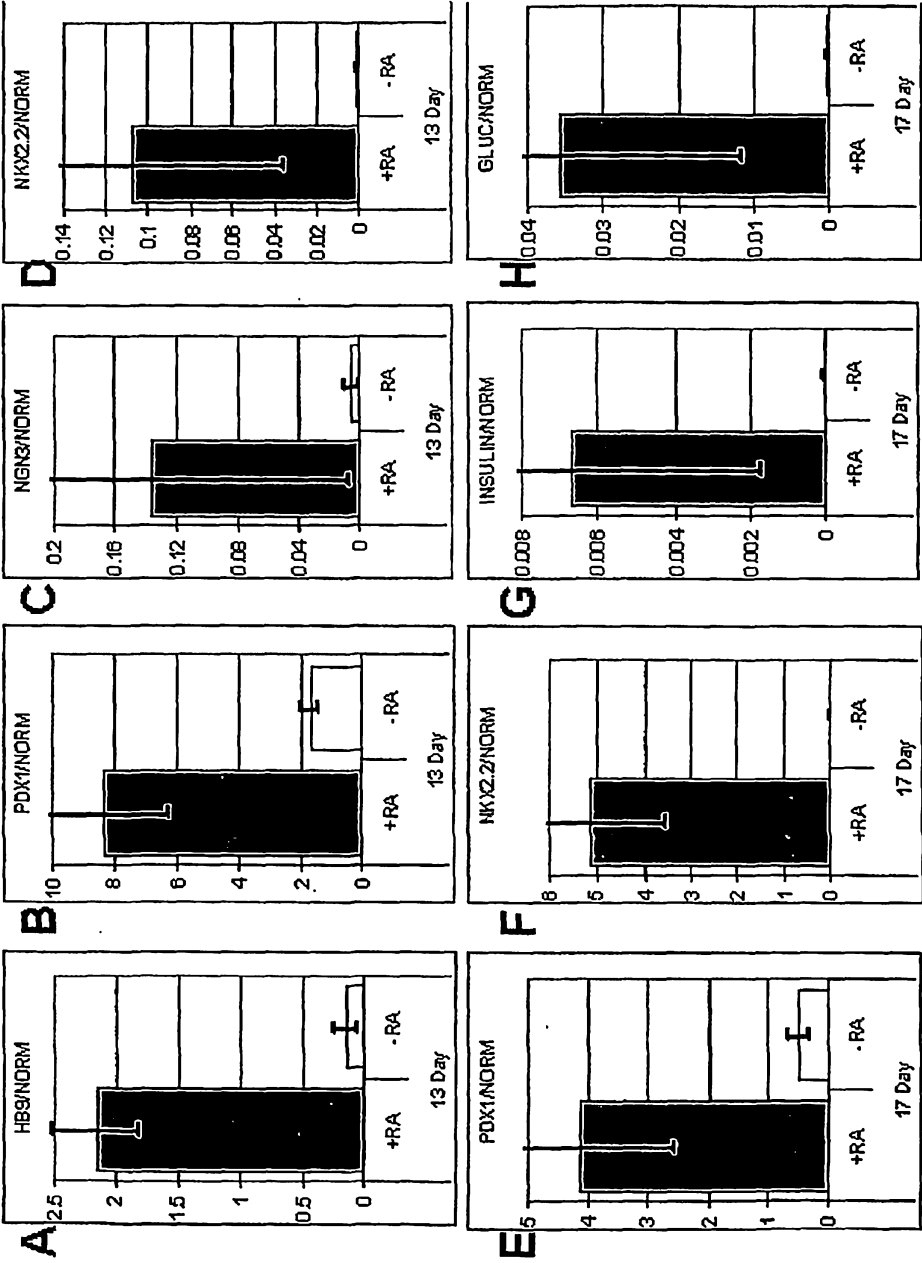 A
HB9/NORM
2.5
2
1.5
1
0.5
0
+RA
-RA
13 Day
B
PDX1/NORM
10
8
6
4
2
0
+RA
-RA
13 Day
C
NGN3/NORM
0.2
0.16
0.12
0.08
0.04
0
+RA
-RA
13 Day
D
NKX2.2/NORM
0.14
0.12
0.1
0.08
0.06
0.04
0.02
0
+RA
-RA
13 Day
E
PDX1/NORM
5
4
3
2
1
0
+RA
-RA
17 Day
F
NKX2.2/NORM
6
5
4
3
2
1
0
+RA
-RA
17 Day
G
INSULIN/NORM
0.008
0.006
0.004
0.002
0
+RA
-RA
17 Day
H
GLUC/NORM
0.04
0.03
0.02
0.01
0
+RA
-RA
17 Day